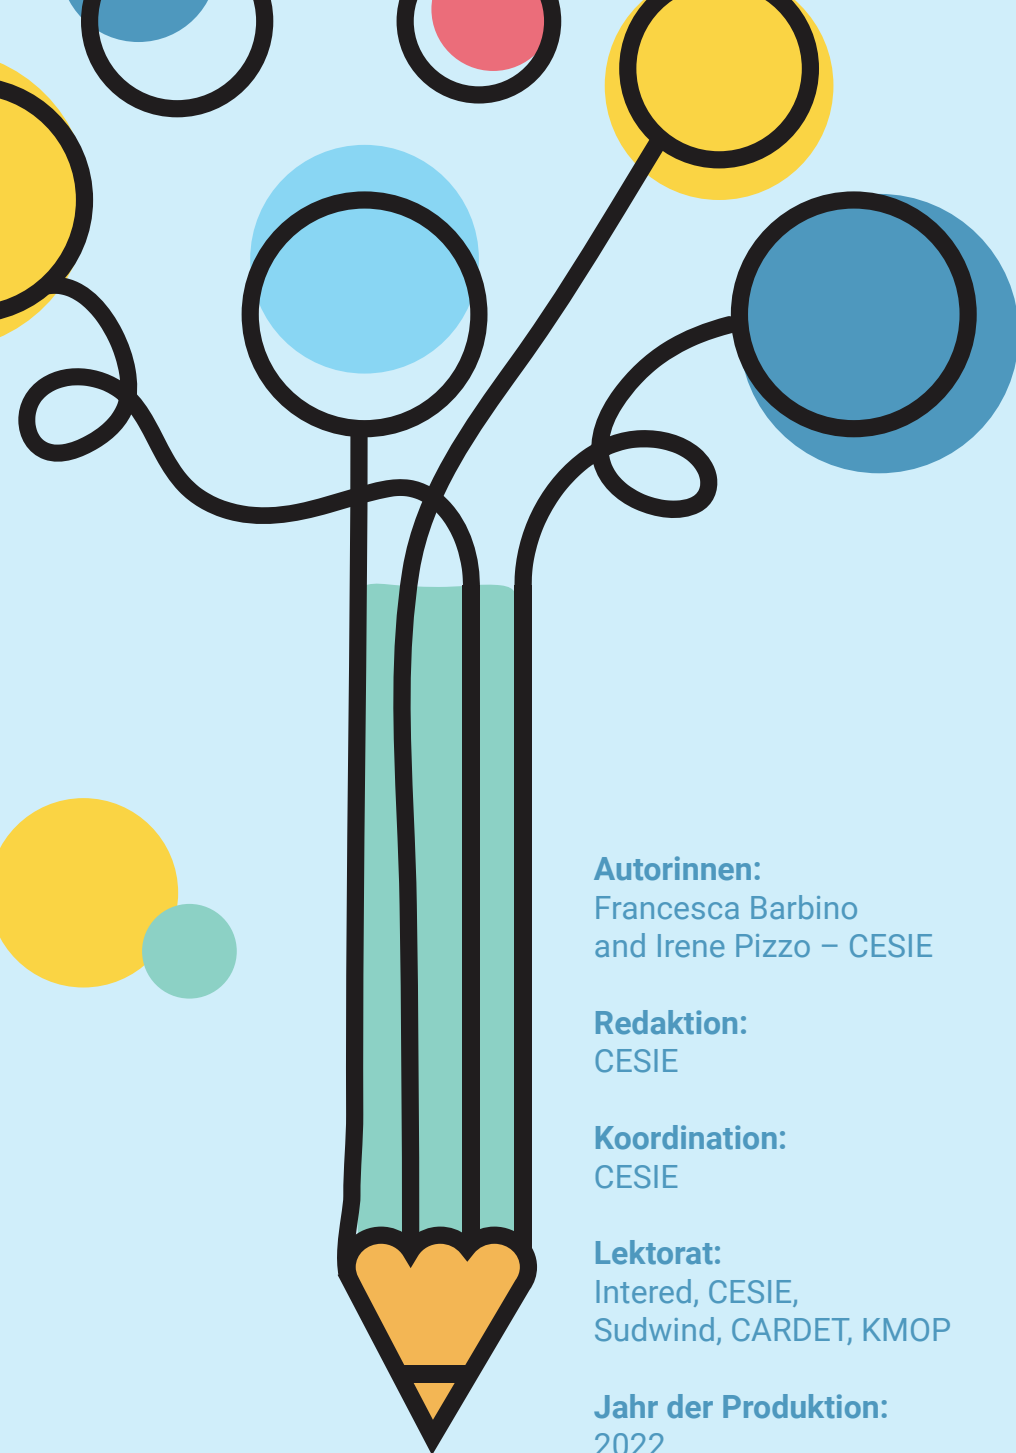 Autorinnen:
Francesca Barbino
and Irene Pizzo – CESIE
Redaktion:
CESIE
Koordination:
CESIE
Lektorat:
Intered, CESIE,
Sudwind, CARDET, KMOP
Jahr der Produktion:
2022